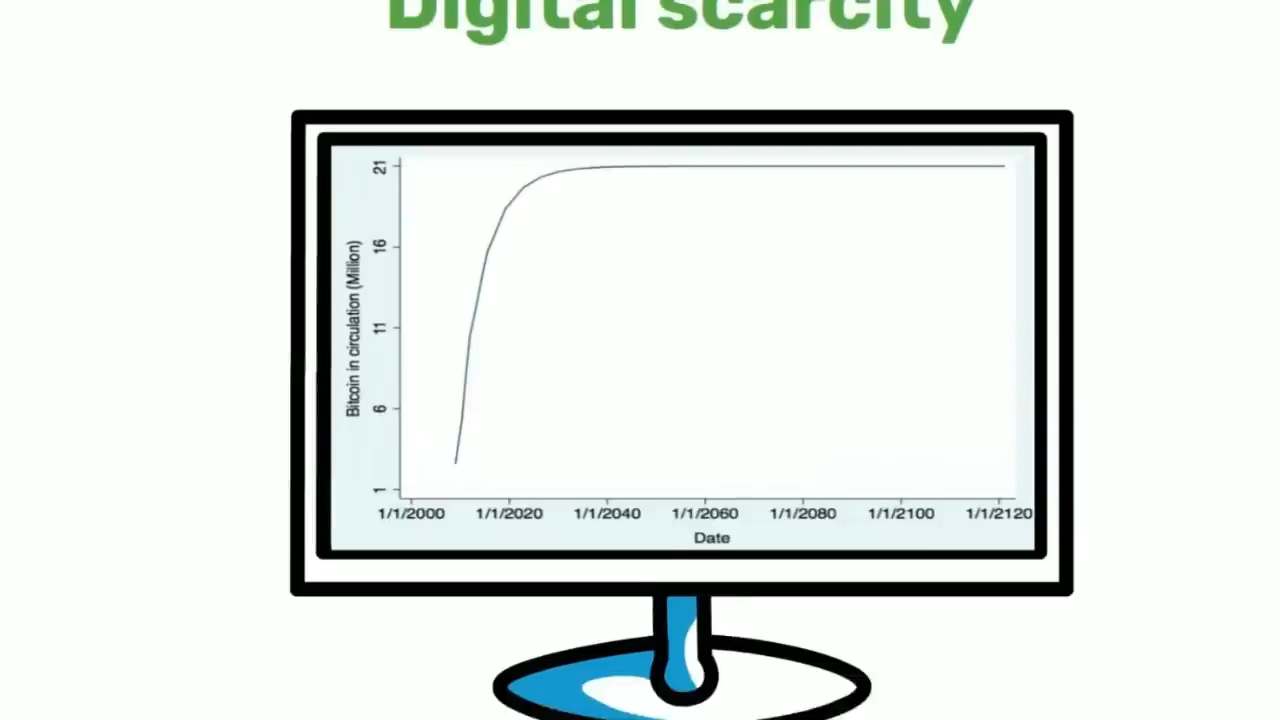 Digital scarcity
21
16
11
6
1
Bitcoin in circulation (Million)
1/1/2000 1/1/2020 1/1/2040 1/1/2060 1/1/2080 1/1/2100 1/1/2120
Date